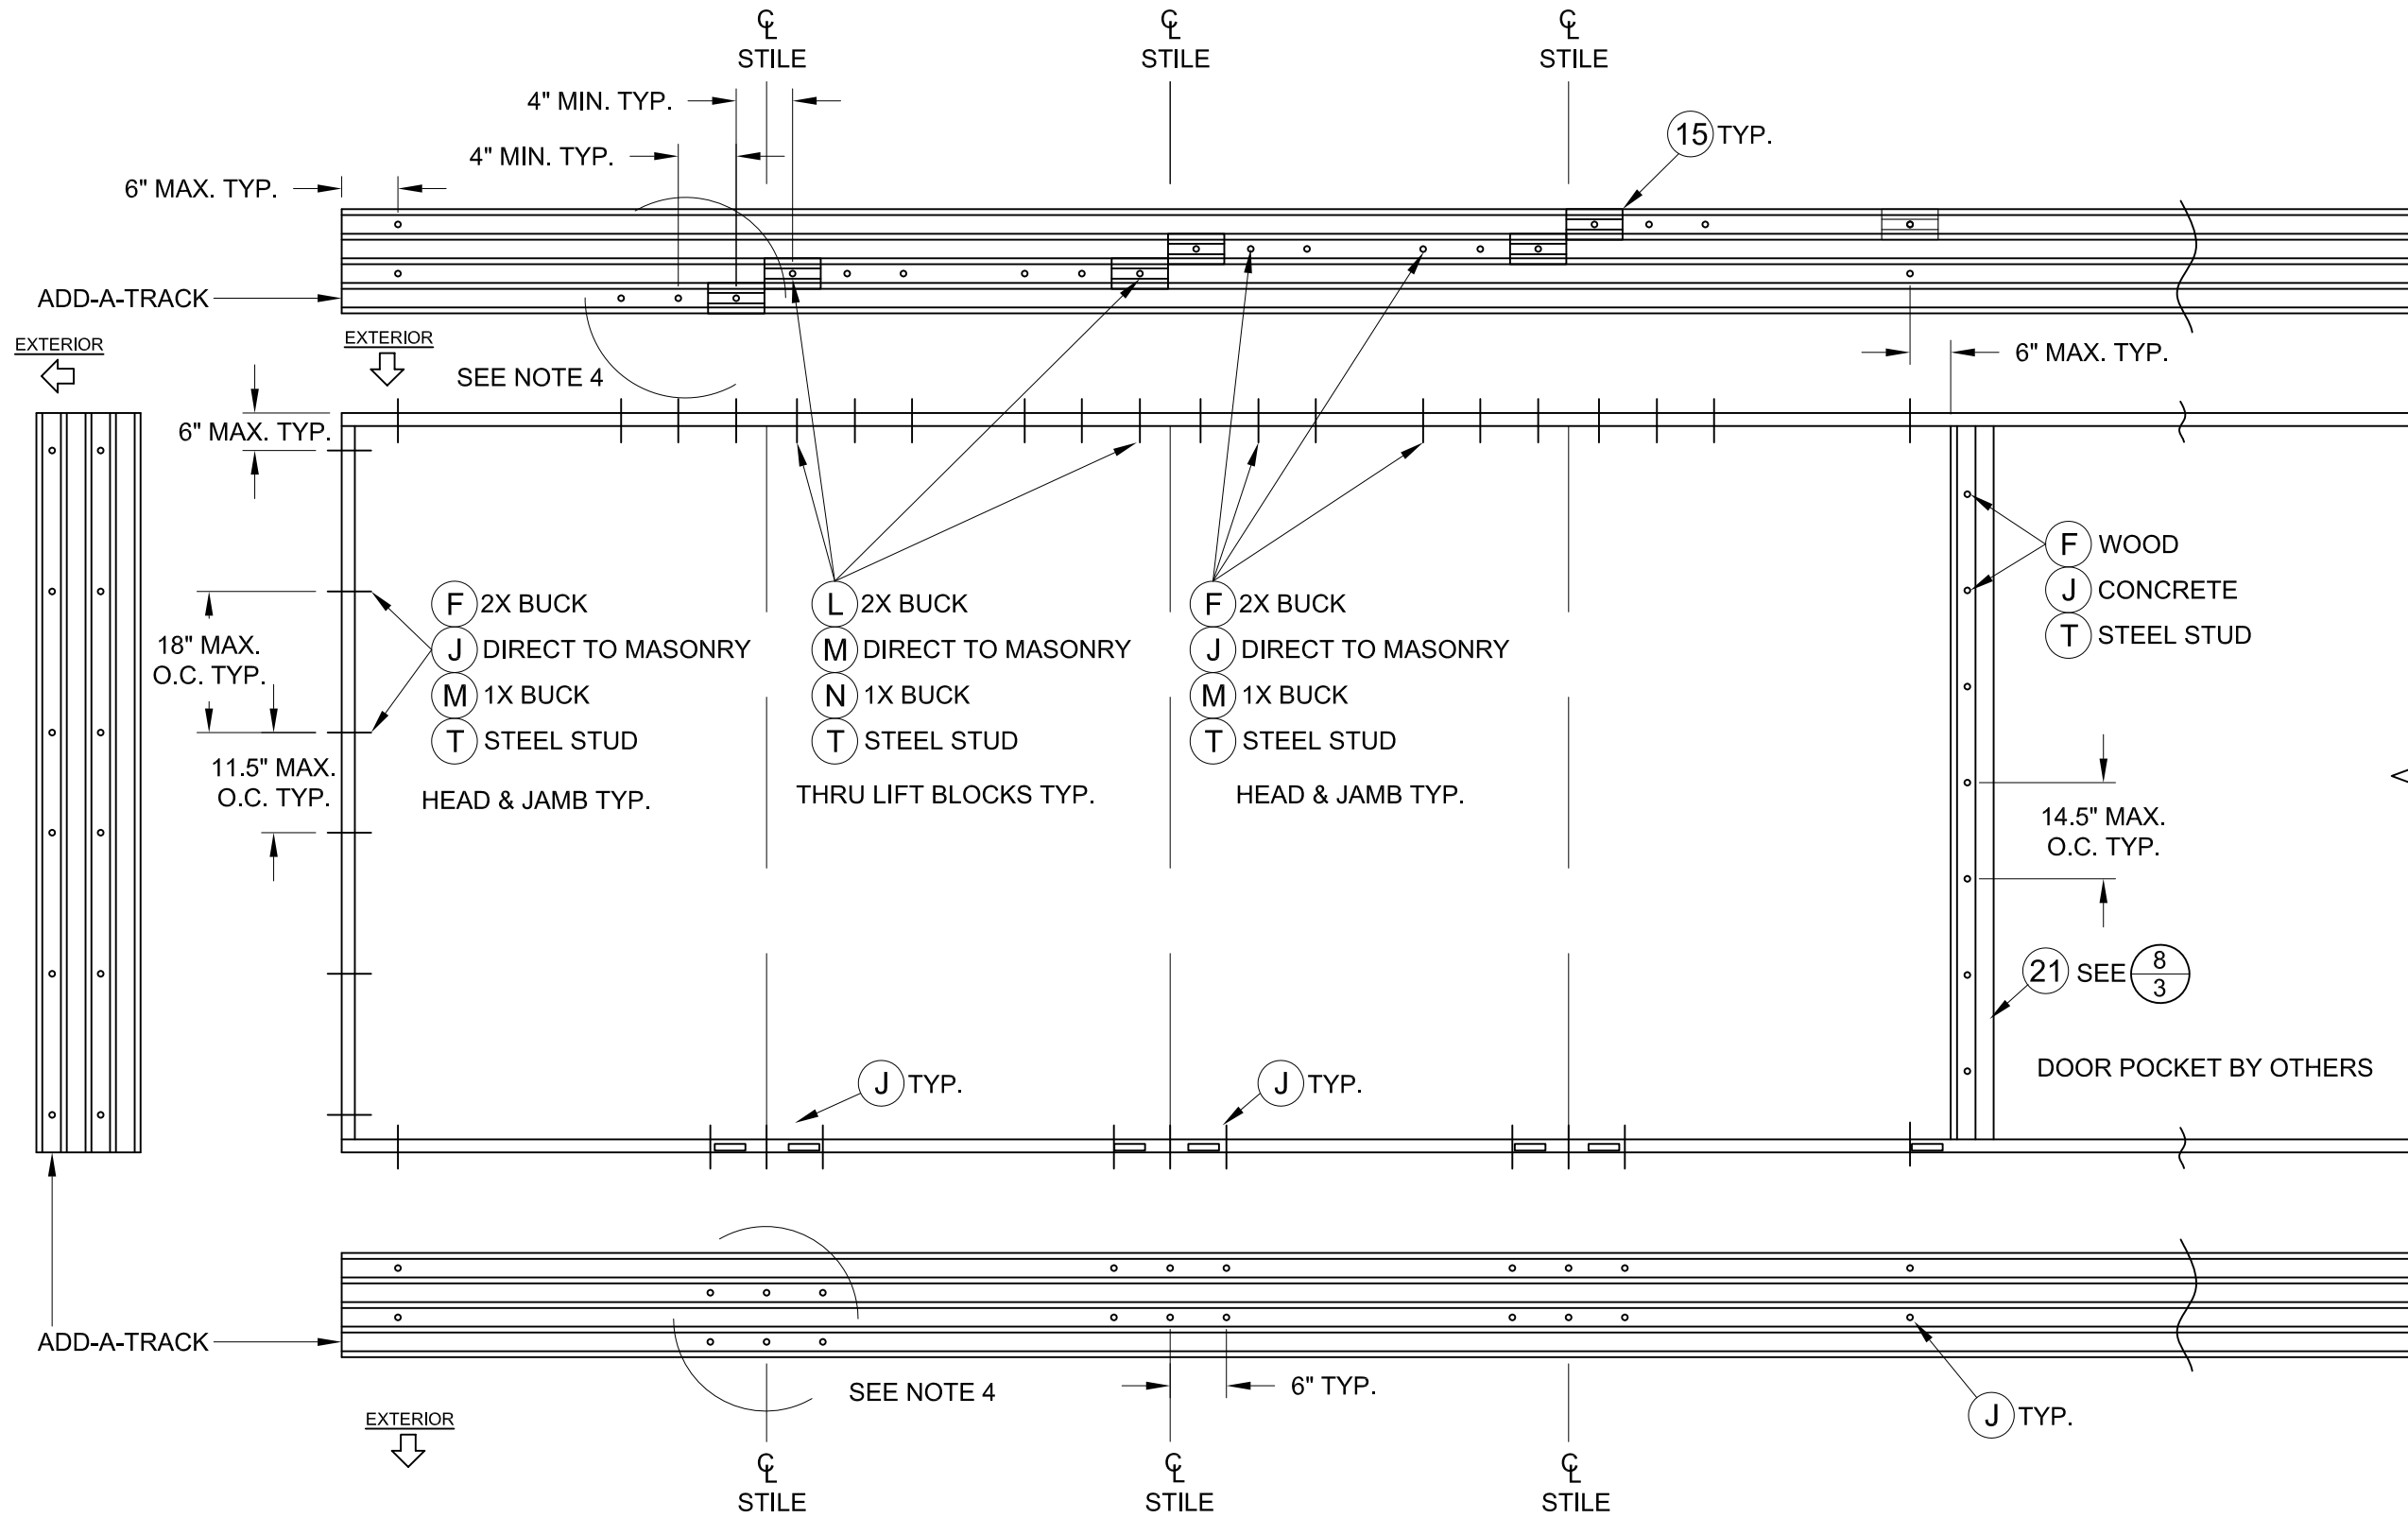 ℄
STILE
℄
STILE
℄
STILE
4" MIN. TYP.
15 TYP.
4" MIN. TYP.
6" MAX. TYP.
ADD-A-TRACK
EXTERIOR
EXTERIOR
SEE NOTE 4
6" MAX. TYP.
6" MAX. TYP.
18" MAX.
O.C. TYP.
11.5" MAX.
O.C. TYP.
F 2X BUCK
J DIRECT TO MASONRY
M 1X BUCK
T STEEL STUD
HEAD & JAMB TYP.
L 2X BUCK
M DIRECT TO MASONRY
N 1X BUCK
T STEEL STUD
THRU LIFT BLOCKS TYP.
F 2X BUCK
J DIRECT TO MASONRY
M 1X BUCK
T STEEL STUD
HEAD & JAMB TYP.
F WOOD
J CONCRETE
T STEEL STUD
14.5" MAX.
O.C. TYP.
21 SEE 8
3
DOOR POCKET BY OTHERS
J TYP.
J TYP.
ADD-A-TRACK
SEE NOTE 4
6" TYP.
J TYP.
EXTERIOR
℄
STILE
℄
STILE
℄
STILE